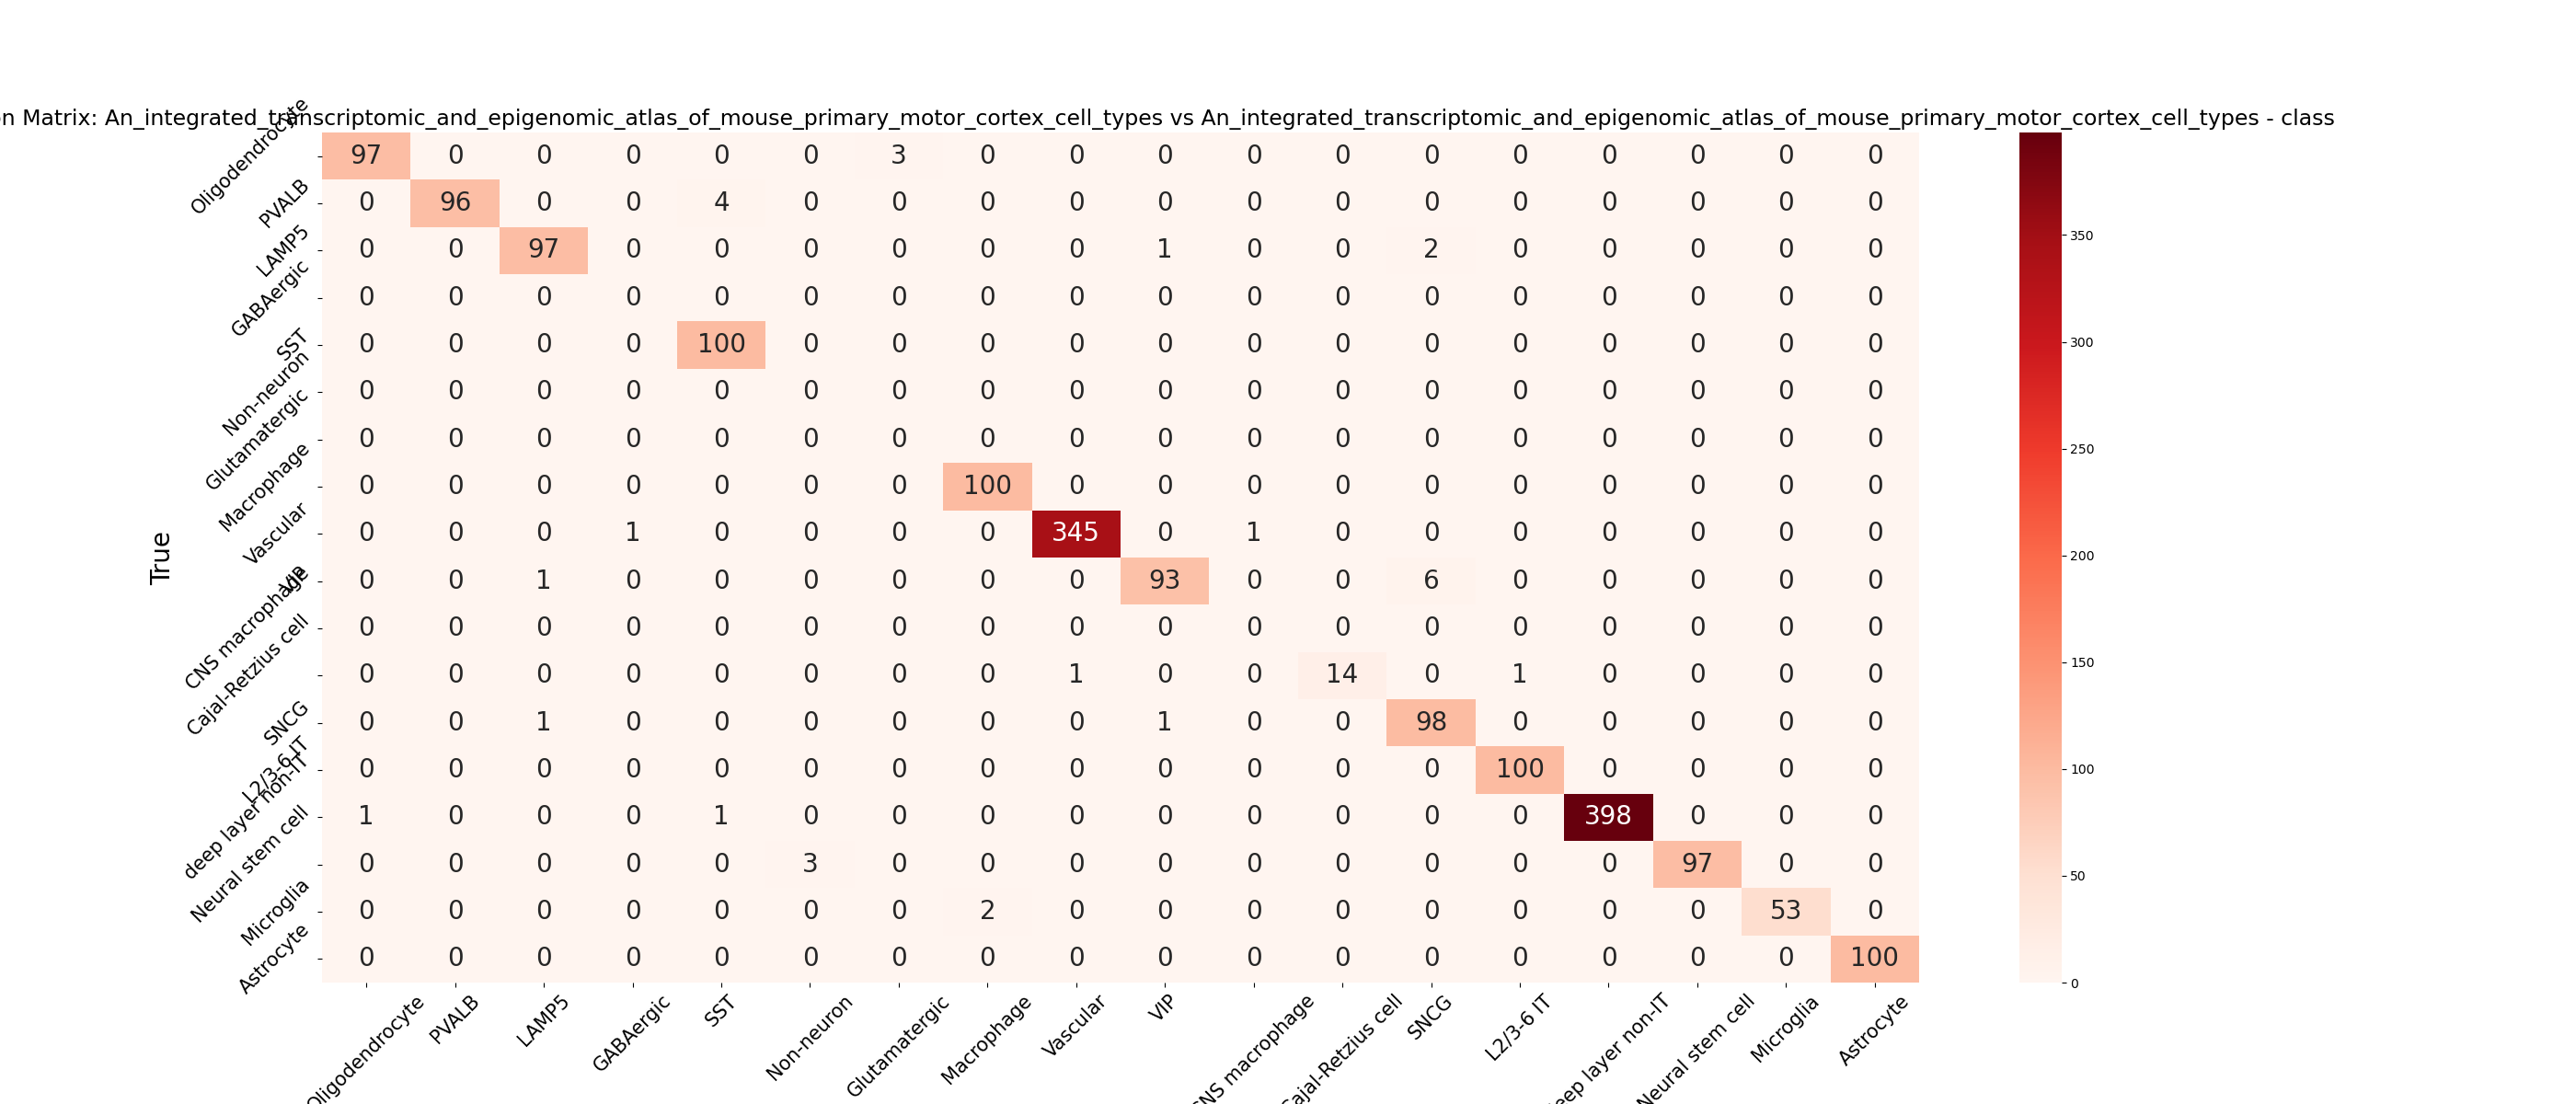 n Matrix: An_integrated_transcriptomic_and_epigenomic_atlas_of_mouse_primary_motor_cortex_cell_types vs An_integrated_transcriptomic_and_epigenomic_atlas_of_mouse_primary_motor_cortex_cell_types - class
True
Oligodendrocyte 97 0 0 0 0 0 3 0 0 0 0 0 0 0 0 0 0 0
PVALB 0 96 0 0 4 0 0 0 0 0 0 0 0 0 0 0 0 0
LAMP5 0 0 97 0 0 0 0 0 0 1 0 0 2 0 0 0 0 0
GABAergic 0 0 0 0 0 0 0 0 0 0 0 0 0 0 0 0 0 0
SST 0 0 0 0 100 0 0 0 0 0 0 0 0 0 0 0 0 0
Non-neuron 0 0 0 0 0 0 0 0 0 0 0 0 0 0 0 0 0 0
Glutamatergic 0 0 0 0 0 0 0 0 0 0 0 0 0 0 0 0 0 0
Macrophage 0 0 0 0 0 0 0 100 0 0 0 0 0 0 0 0 0 0
Vascular 0 0 0 1 0 0 0 0 345 0 1 0 0 0 0 0 0 0
VIP 0 0 1 0 0 0 0 0 0 93 0 0 6 0 0 0 0 0
CNS macrophage 0 0 0 0 0 0 0 0 0 0 0 0 0 0 0 0 0 0
Cajal-Retzius cell 0 0 0 0 0 0 0 0 1 0 0 14 0 1 0 0 0 0
SNCG 0 0 1 0 0 0 0 0 0 1 0 0 98 0 0 0 0 0
L2/3-6 IT 0 0 0 0 0 0 0 0 0 0 0 0 0 100 0 0 0 0
deep layer non-IT 1 0 0 0 1 0 0 0 0 0 0 0 0 0 398 0 0 0
Neural stem cell 0 0 0 0 0 3 0 0 0 0 0 0 0 0 0 97 0 0
Microglia 0 0 0 0 0 0 0 2 0 0 0 0 0 0 0 0 53 0
Astrocyte 0 0 0 0 0 0 0 0 0 0 0 0 0 0 0 0 0 100
Oligodendrocyte PVALB LAMP5 GABAergic SST Non-neuron Glutamatergic Macrophage Vascular VIP NS macrophage ajal-Retzius cell SNCG L2/3-6 IT eep layer non-IT Neural stem cell Microglia Astrocyte
350
300
250
200
150
100
50
0